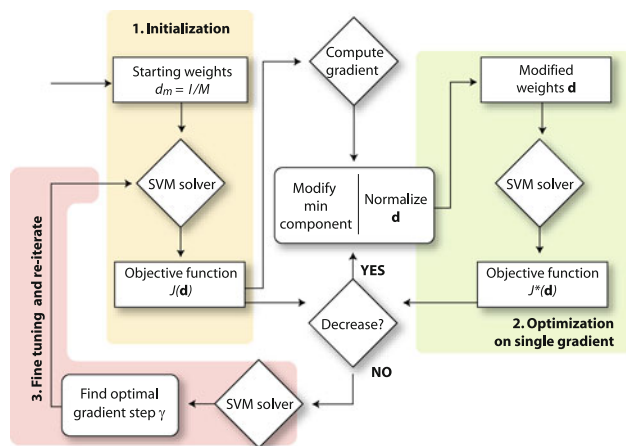 1. Initialization
Starting weights
dm = 1/M
SVM solver
Objective function
J(d)
Compute
gradient
Modify
min
component
Normalize
d
YES
Decrease?
NO
Modified
weights d
SVM solver
Objective function
J*(d)
2. Optimization
on single gradient
3. Fine tuning and re-iterate
Find optimal
gradient step γ
SVM solver